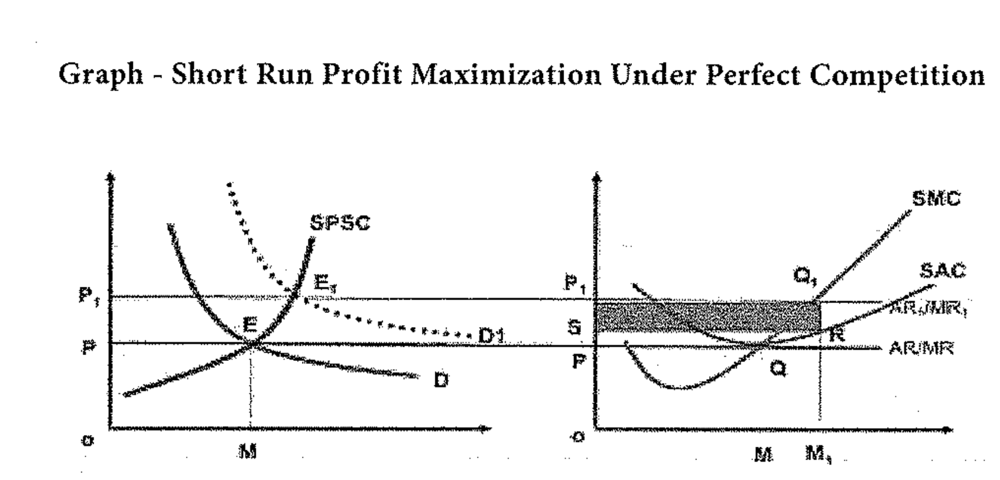 Graph - Short Run Profit Maximization Under Perfect Competition
SPSC
E₁
P₁
E
P
D1
D
o
M
SMC
SAC
Q₁
P₁
AR₁/MR₁
S
R
AR/MR
P
Q
o
M
M₁